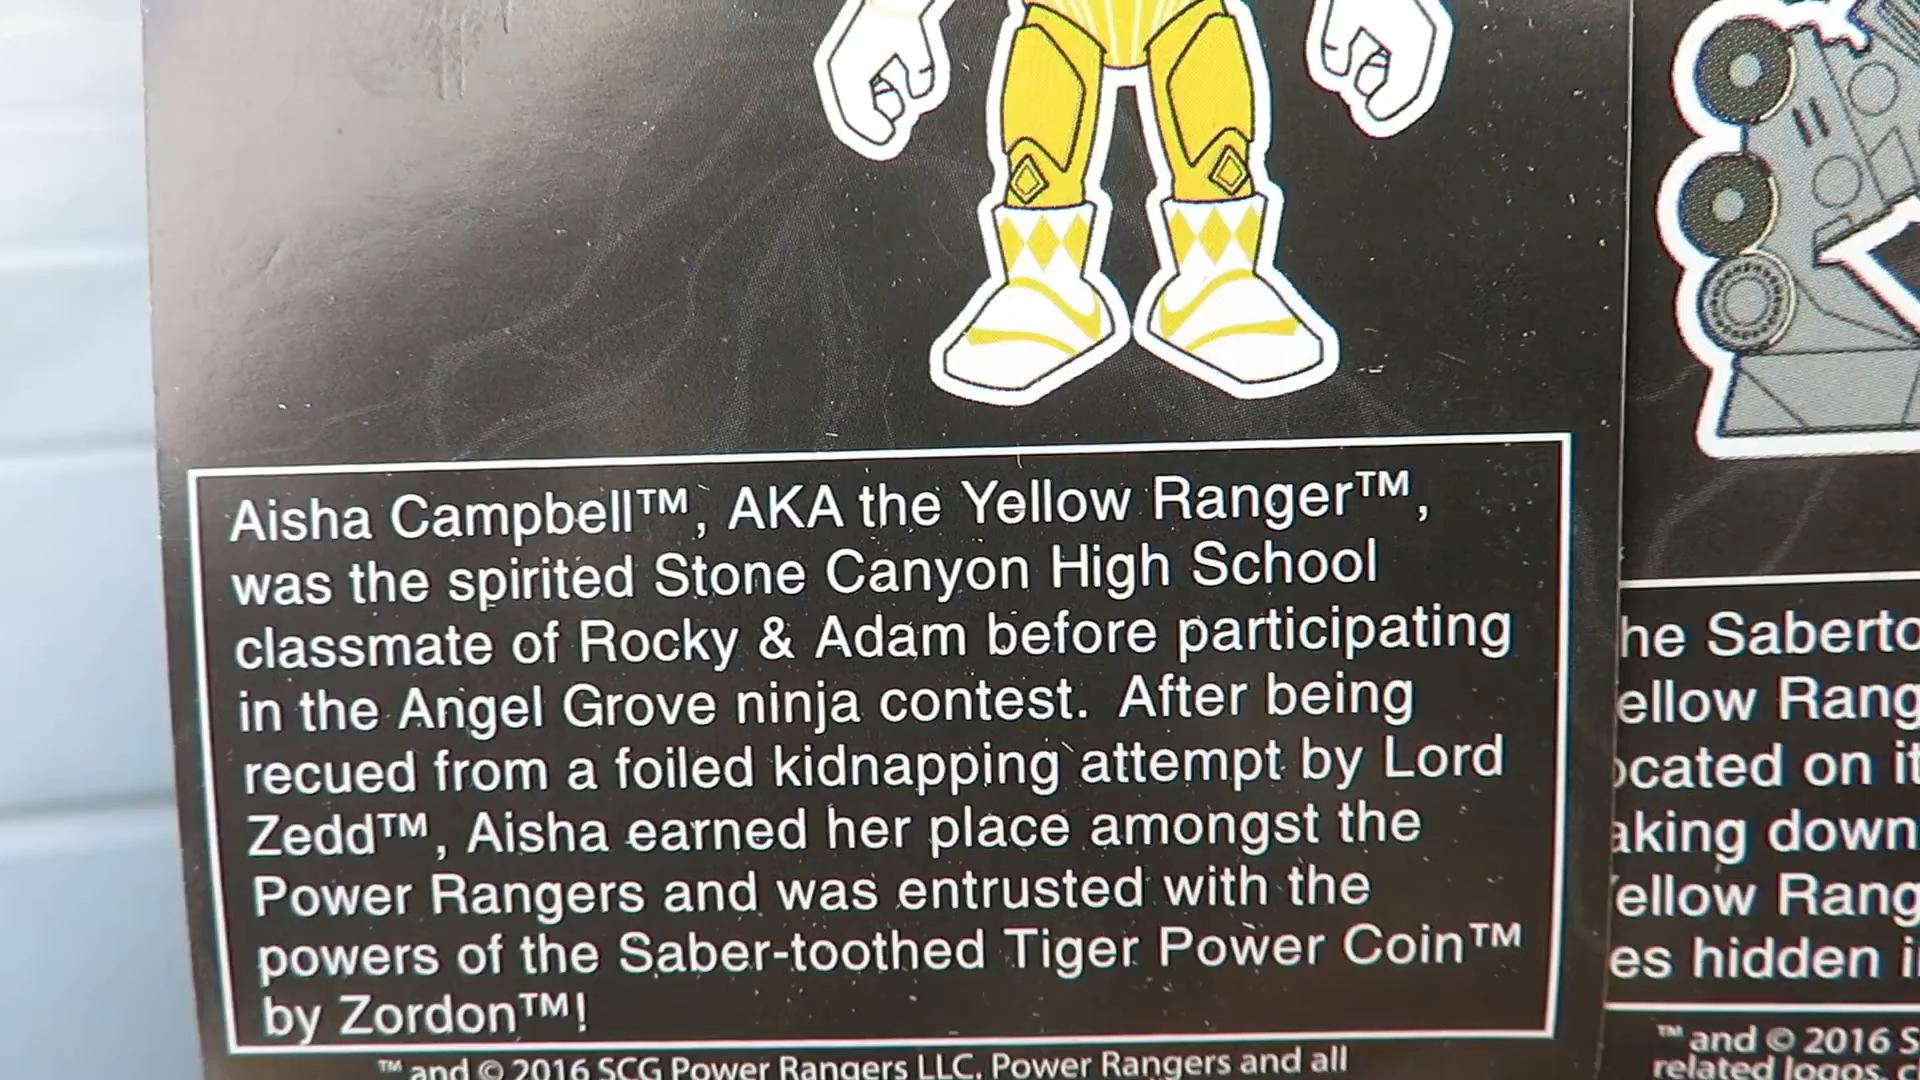 Aisha Campbell™, AKA the Yellow Ranger™,
was the spirited Stone Canyon High School
classmate of Rocky & Adam before participating
in the Angel Grove ninja contest. After being
recued from a foiled kidnapping attempt by Lord
Zedd™, Aisha earned her place amongst the
Power Rangers and was entrusted with the
powers of the Saber-toothed Tiger Power Coin™
by Zordon™!
™ and © 2016 SCG Power Rangers LLC. Power Rangers and all
he Saberto
ellow Rang
ocated on it
aking down
ellow Rang
es hidden i
™ and © 2016 S
related logos, c